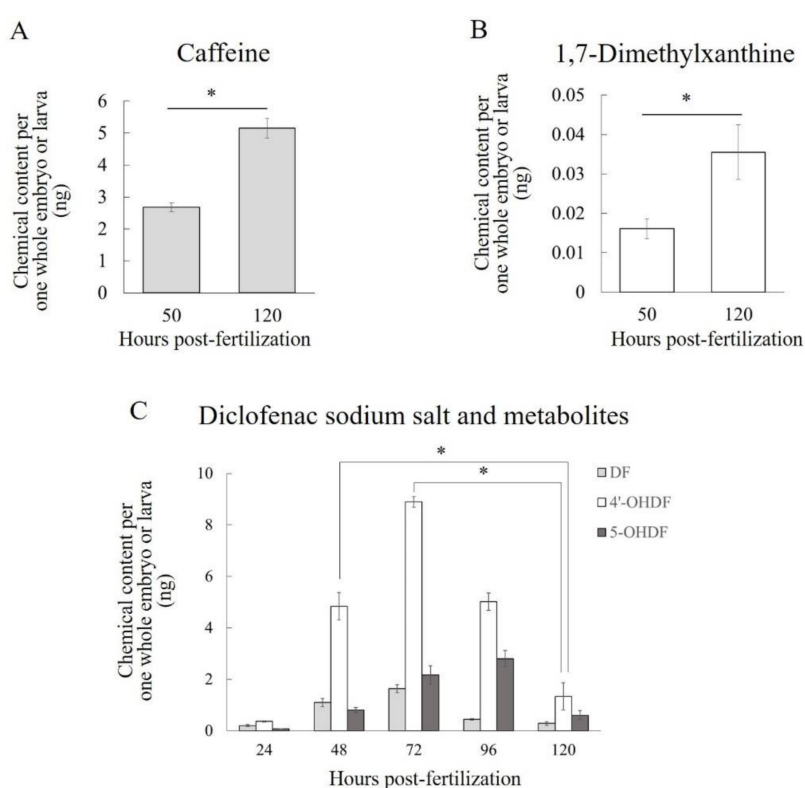 A
Caffeine
Chemical content per
one whole embryo or larva
(ng)
6
5
4
3
2
1
0
*
50 120
Hours post-fertilization
B
1,7-Dimethylxanthine
Chemical content per
one whole embryo or larva
(ng)
0.05
0.04
0.03
0.02
0.01
0
*
50 120
Hours post-fertilization
C
Diclofenac sodium salt and metabolites
Chemical content per
one whole embryo or larva
(ng)
10
8
6
4
2
0
*
*
DF
4'-OHDF
5-OHDF
24 48 72 96 120
Hours post-fertilization